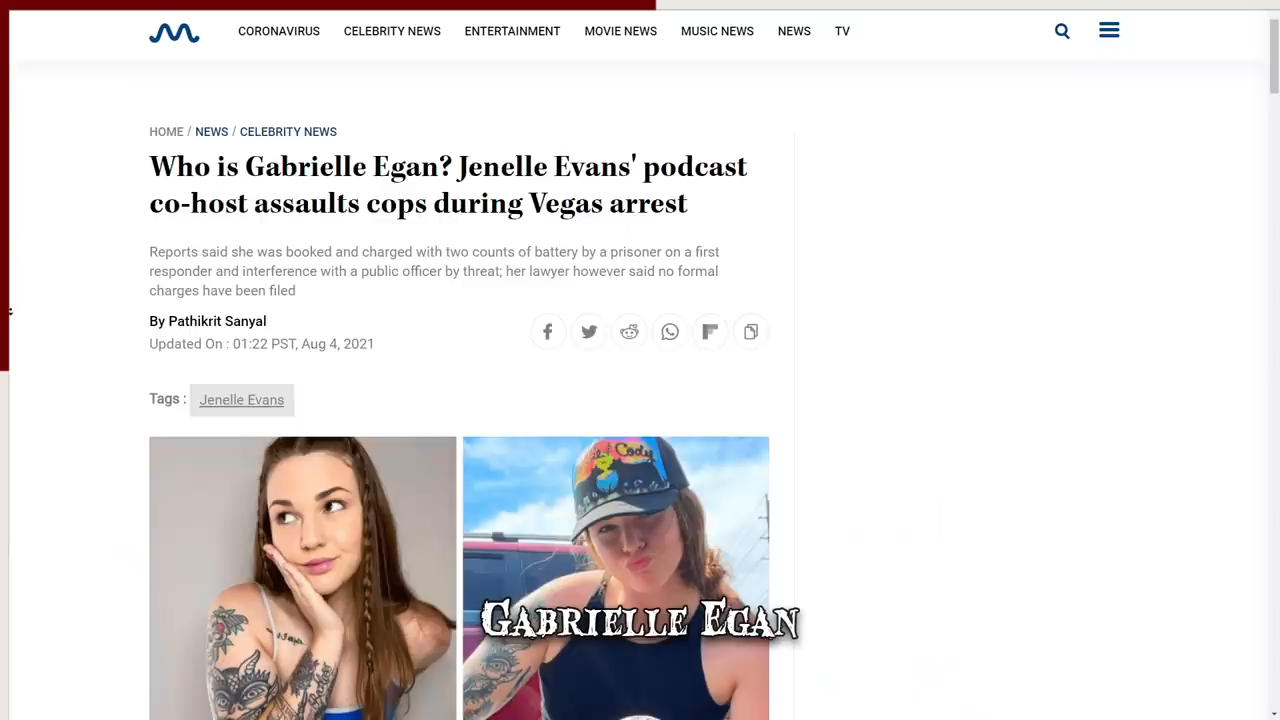 CORONAVIRUS CELEBRITY NEWS ENTERTAINMENT MOVIE NEWS MUSIC NEWS NEWS TV
HOME / NEWS / CELEBRITY NEWS
Who is Gabrielle Egan? Jenelle Evans' podcast
co-host assaults cops during Vegas arrest
Reports said she was booked and charged with two counts of battery by a prisoner on a first
responder and interference with a public officer by threat; her lawyer however said no formal
charges have been filed
By Pathikrit Sanyal
Updated On : 01:22 PST, Aug 4, 2021
Tags : Jenelle Evans
Cody
Gabrielle Egan